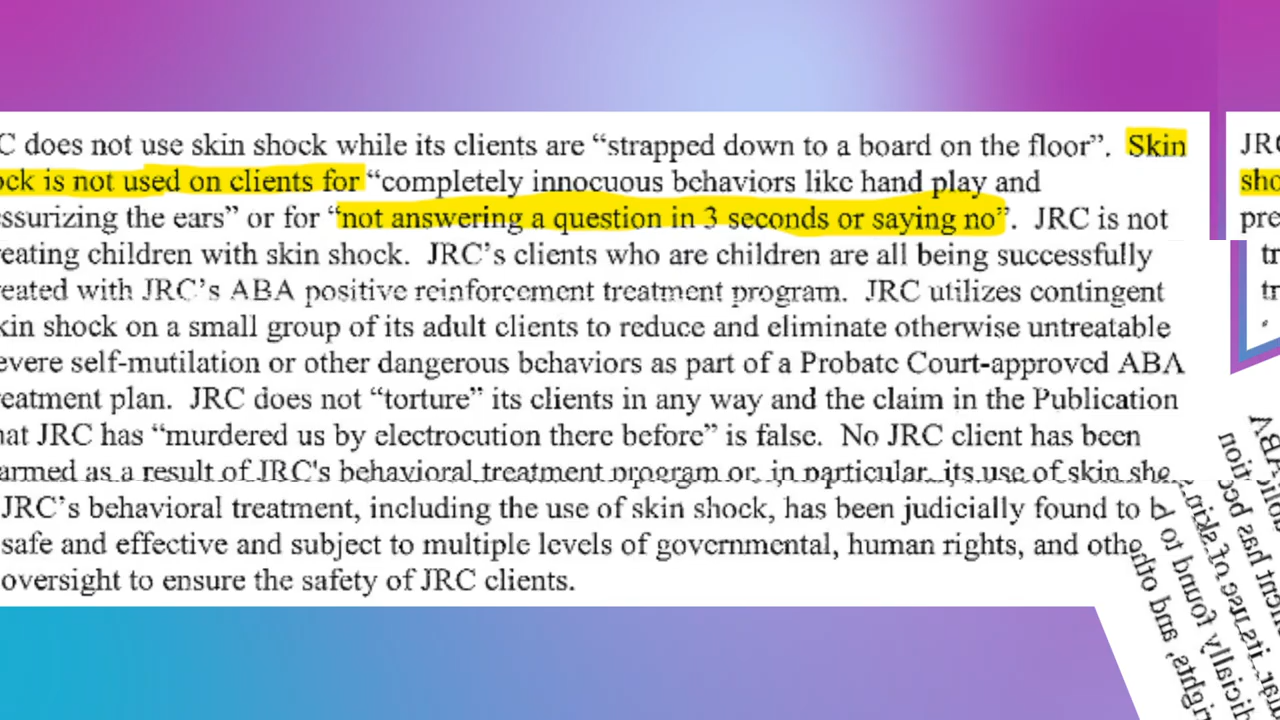 C does not use skin shock while its clients are “strapped down to a board on the floor”. Skin
ock is not used on clients for “completely innocuous behaviors like hand play and
essurizing the ears” or for “not answering a question in 3 seconds or saying no”. JRC is not
eating children with skin shock. JRC’s clients who are children are all being successfully
eated with JRC’s ABA positive reinforcement treatment program. JRC utilizes contingent
kin shock on a small group of its adult clients to reduce and eliminate otherwise untreatable
evere self-mutilation or other dangerous behaviors as part of a Probate Court-approved ABA
eatment plan. JRC does not “torture” its clients in any way and the claim in the Publication
hat JRC has “murdered us by electrocution there before” is false. No JRC client has been
armed as a result of JRC's behavioral treatment program or, in particular, its use of skin sho
JRC’s behavioral treatment, including the use of skin shock, has been judicially found to b
safe and effective and subject to multiple levels of governmental, human rights, and othe
oversight to ensure the safety of JRC clients.
JRC
sho
pre
tr
tr